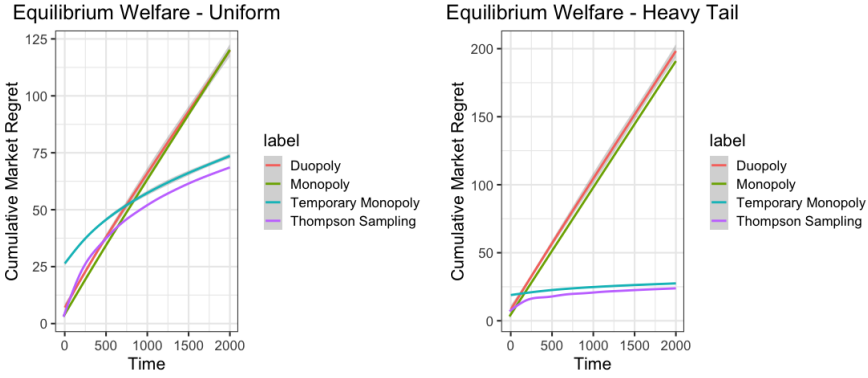 Equilibrium Welfare - Uniform
Cumulative Market Regret
125
100
75
50
25
0
0 500 1000 1500 2000
Time
label
Duopoly
Monopoly
Temporary Monopoly
Thompson Sampling
Equilibrium Welfare - Heavy Tail
Cumulative Market Regret
200
150
100
50
0
0 500 1000 1500 2000
Time
label
Duopoly
Monopoly
Temporary Monopoly
Thompson Sampling